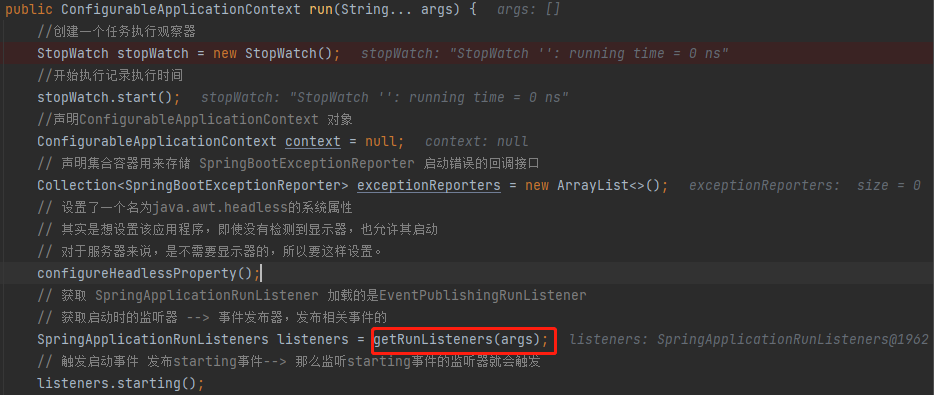 public ConfigurableApplicationContext run(String... args) {  args: []
//创建一个任务执行观察器
StopWatch stopWatch = new StopWatch();  stopWatch: "StopWatch '': running time = 0 ns"
//开始执行记录执行时间
stopWatch.start();  stopWatch: "StopWatch '': running time = 0 ns"
//声明ConfigurableApplicationContext 对象
ConfigurableApplicationContext context = null;  context: null
// 声明集合容器用来存储 SpringBootExceptionReporter 启动错误的回调接口
Collection<SpringBootExceptionReporter> exceptionReporters = new ArrayList<>();  exceptionReporters:  size = 0
// 设置了一个名为java.awt.headless的系统属性
// 其实是想设置该应用程序，即使没有检测到显示器，也允许其启动
// 对于服务器来说，是不需要显示器的，所以要这样设置。
configureHeadlessProperty();
// 获取 SpringApplicationRunListener 加载的是EventPublishingRunListener
// 获取启动时的监听器 --> 事件发布器，发布相关事件的
SpringApplicationRunListeners listeners = getRunListeners(args);  listeners: SpringApplicationRunListeners@1962
// 触发启动事件 发布starting事件--> 那么监听starting事件的监听器就会触发
listeners.starting();